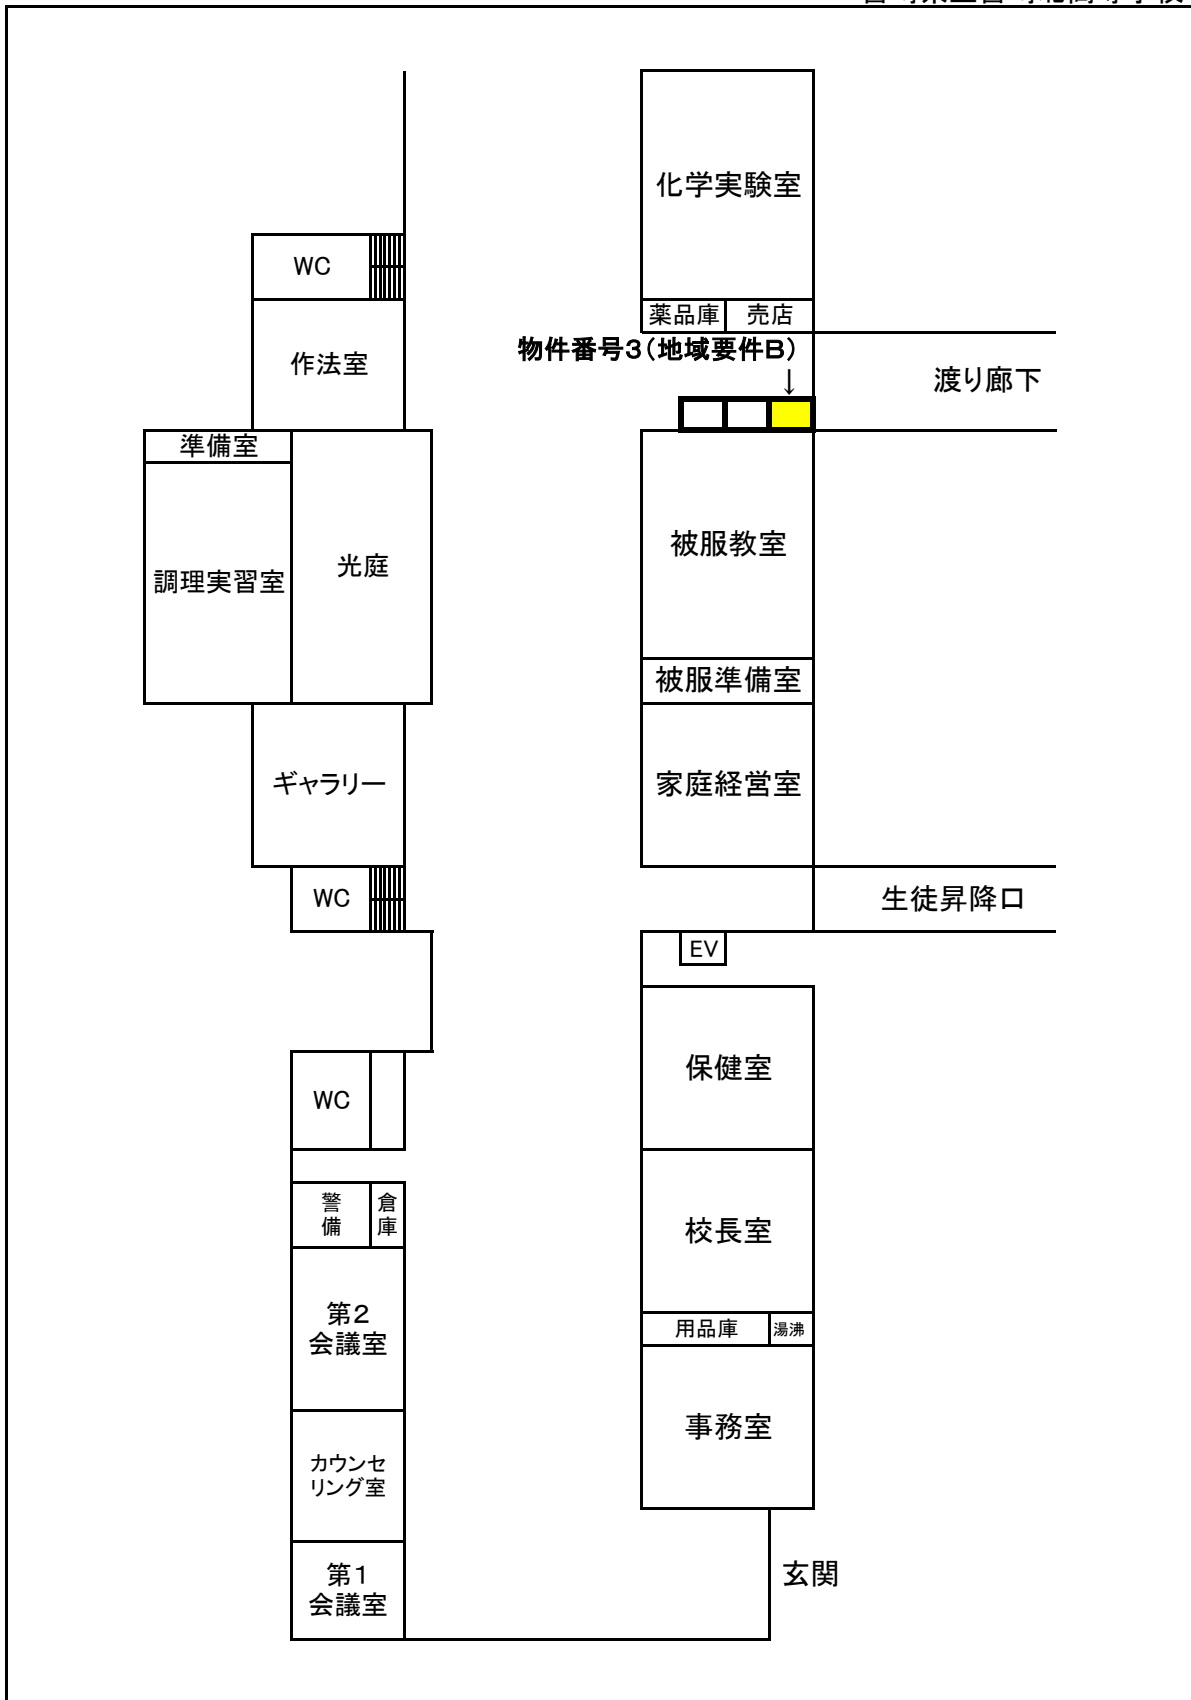 化学実験室
WC
薬品庫
売店
物件番号3(地域要件B)
↓
作法室
渡り廊下
準備室
調理実習室
光庭
被服教室
被服準備室
ギャラリー
家庭経営室
WC
生徒昇降口
EV
保健室
WC
警
備
倉
庫
校長室
第2
会議室
用品庫
湯沸
事務室
カウンセ
リング室
第1
会議室
玄関